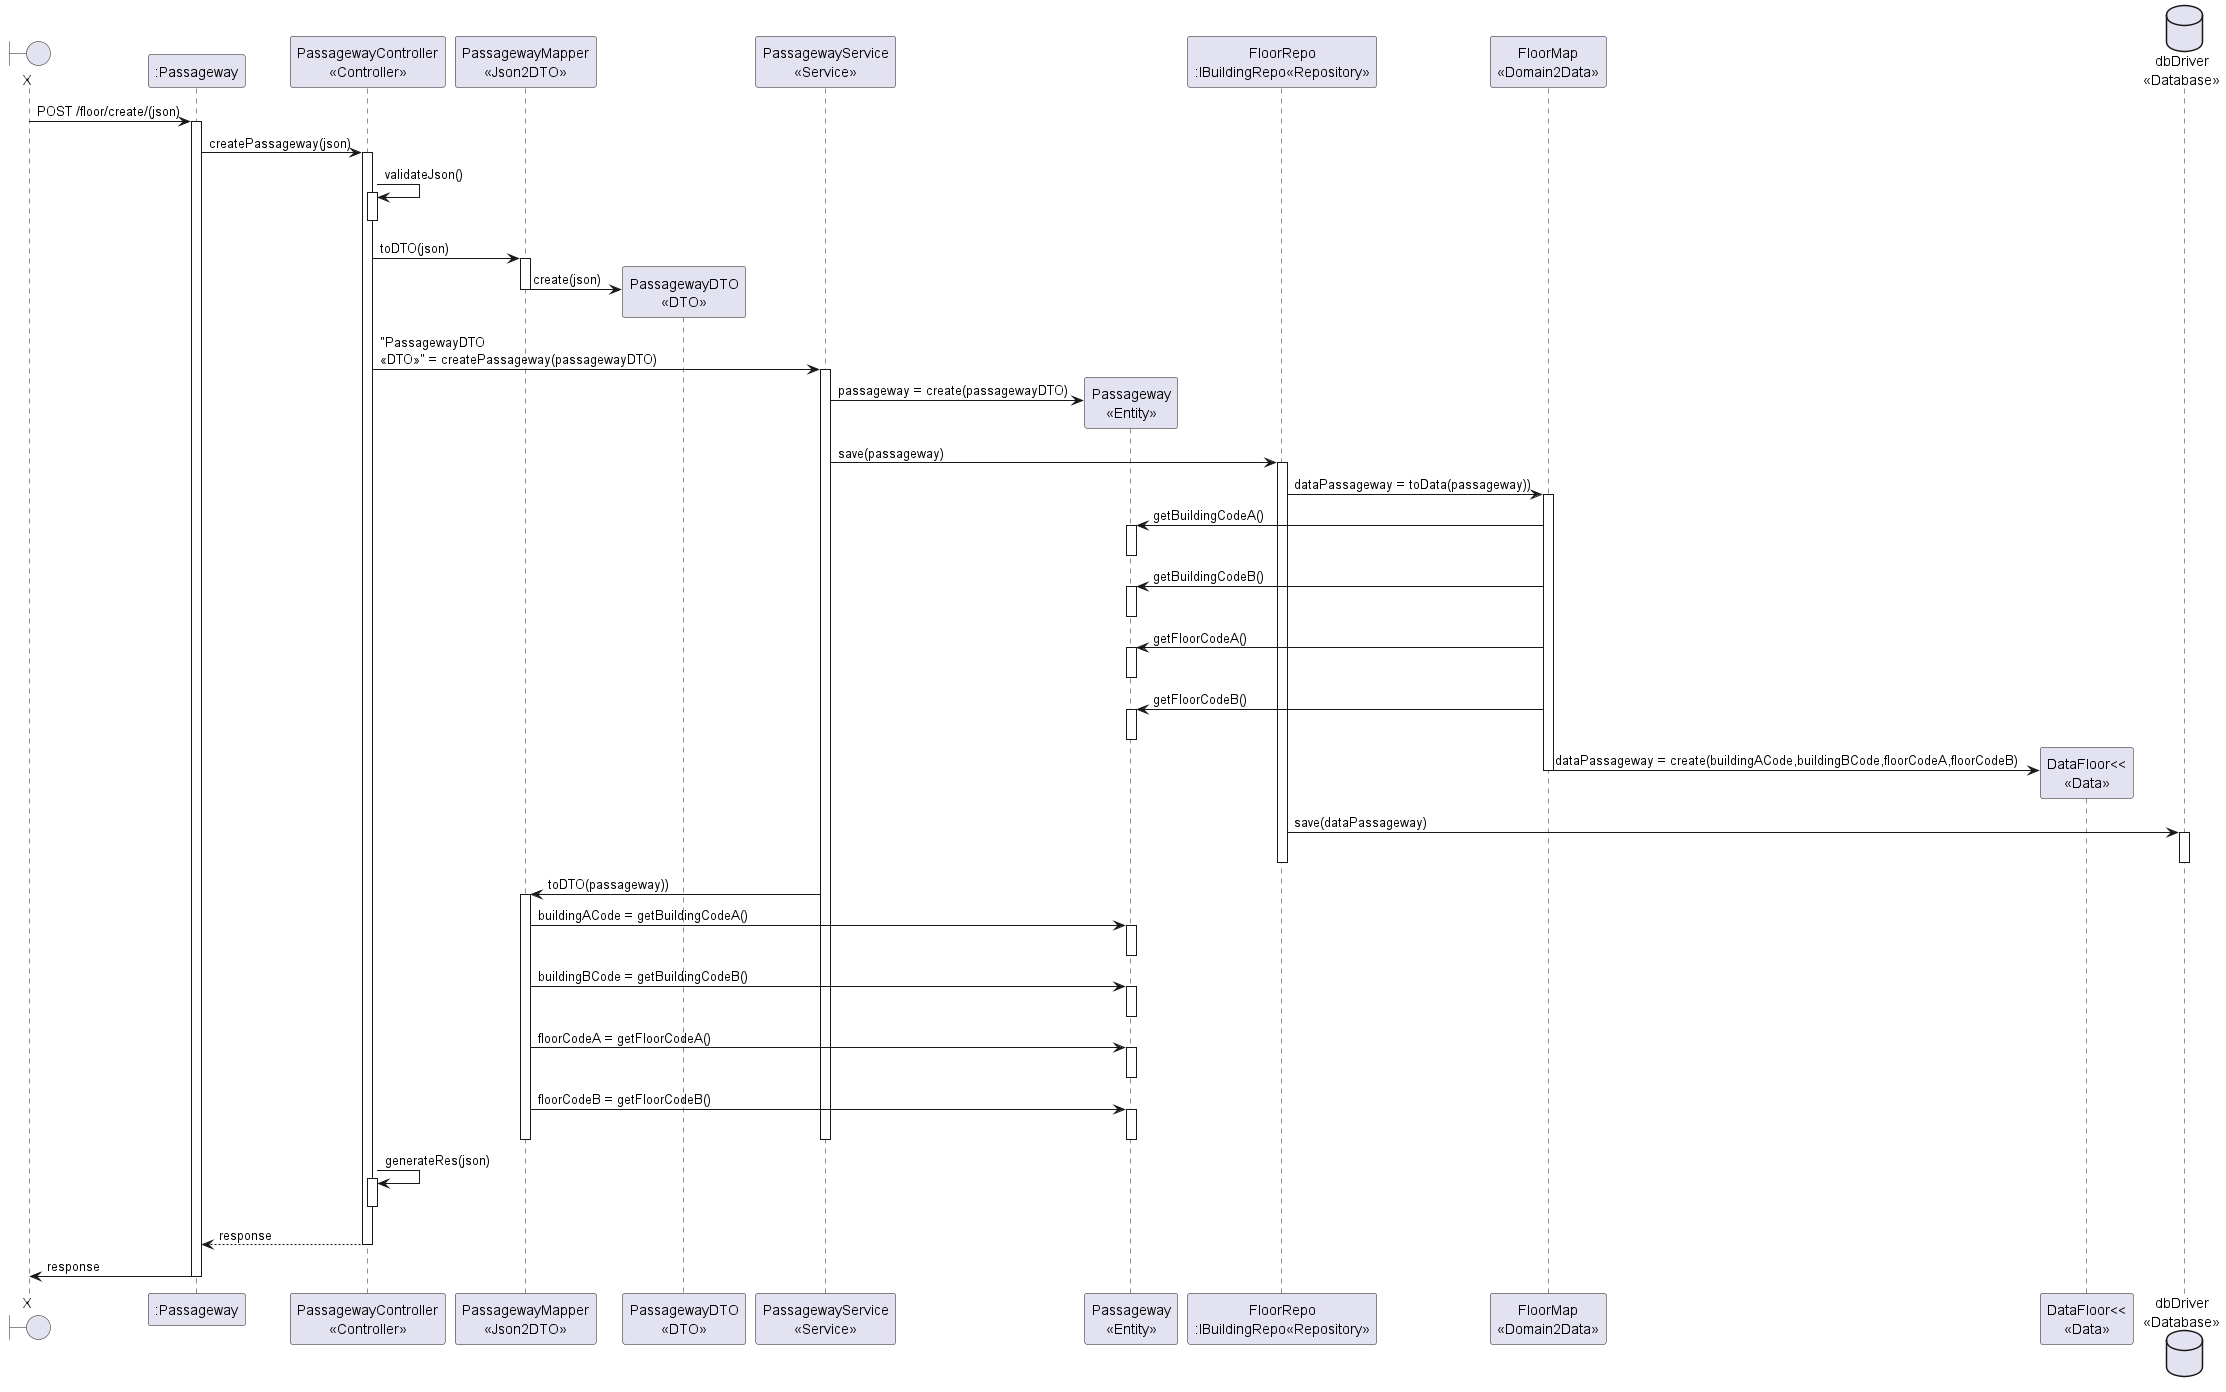 X
:Passageway
PassagewayController
«Controller»
PassagewayMapper
«Json2DTO»
PassagewayService
«Service»
FloorRepo
:IBuildingRepo«Repository»
FloorMap
«Domain2Data»
dbDriver
«Database»
POST /floor/create/(json)
createPassageway(json)
validateJson()
toDTO(json)
create(json)
PassagewayDTO
«DTO»
"PassagewayDTO
«DTO»" = createPassageway(passagewayDTO)
passageway = create(passagewayDTO)
Passageway
«Entity»
save(passageway)
dataPassageway = toData(passageway))
getBuildingCodeA()
getBuildingCodeB()
getFloorCodeA()
getFloorCodeB()
dataPassageway = create(buildingACode,buildingBCode,floorCodeA,floorCodeB)
DataFloor<<
«Data»
save(dataPassageway)
toDTO(passageway))
buildingACode = getBuildingCodeA()
buildingBCode = getBuildingCodeB()
floorCodeA = getFloorCodeA()
floorCodeB = getFloorCodeB()
generateRes(json)
response
response
X
:Passageway
PassagewayController
«Controller»
PassagewayMapper
«Json2DTO»
PassagewayDTO
«DTO»
PassagewayService
«Service»
Passageway
«Entity»
FloorRepo
:IBuildingRepo«Repository»
FloorMap
«Domain2Data»
DataFloor<<
«Data»
dbDriver
«Database»